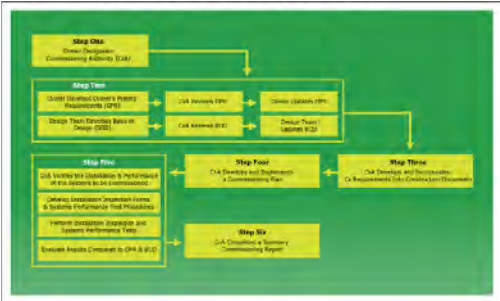 Step One
Owner Designates
Commissioning Authority (CxA)
Step Two
Owner Develops Owner's Project
Requirements (OPR)
CxA Reviews OPR
Owner Updates OPR
Design Team Develops Basis of
Design (BOD)
CxA Reviews BOD
Design Team
Updates BOD
Step Three
CxA Develops and Incorporates
Cx Requirements Into Construction Documents
Step Four
CxA Develops and Implements
a Commissioning Plan
Step Five
CxA Verifies the Installation & Performance
of the Systems to be Commissioned
Develop Installation Inspection Forms
& Systems Performance Test Procedures
Perform Installation Inspection and
Systems Performance Tests
Evaluate Results Compared to OPR & BOD
Step Six
CxA Completes a Summary
Commissioning Report